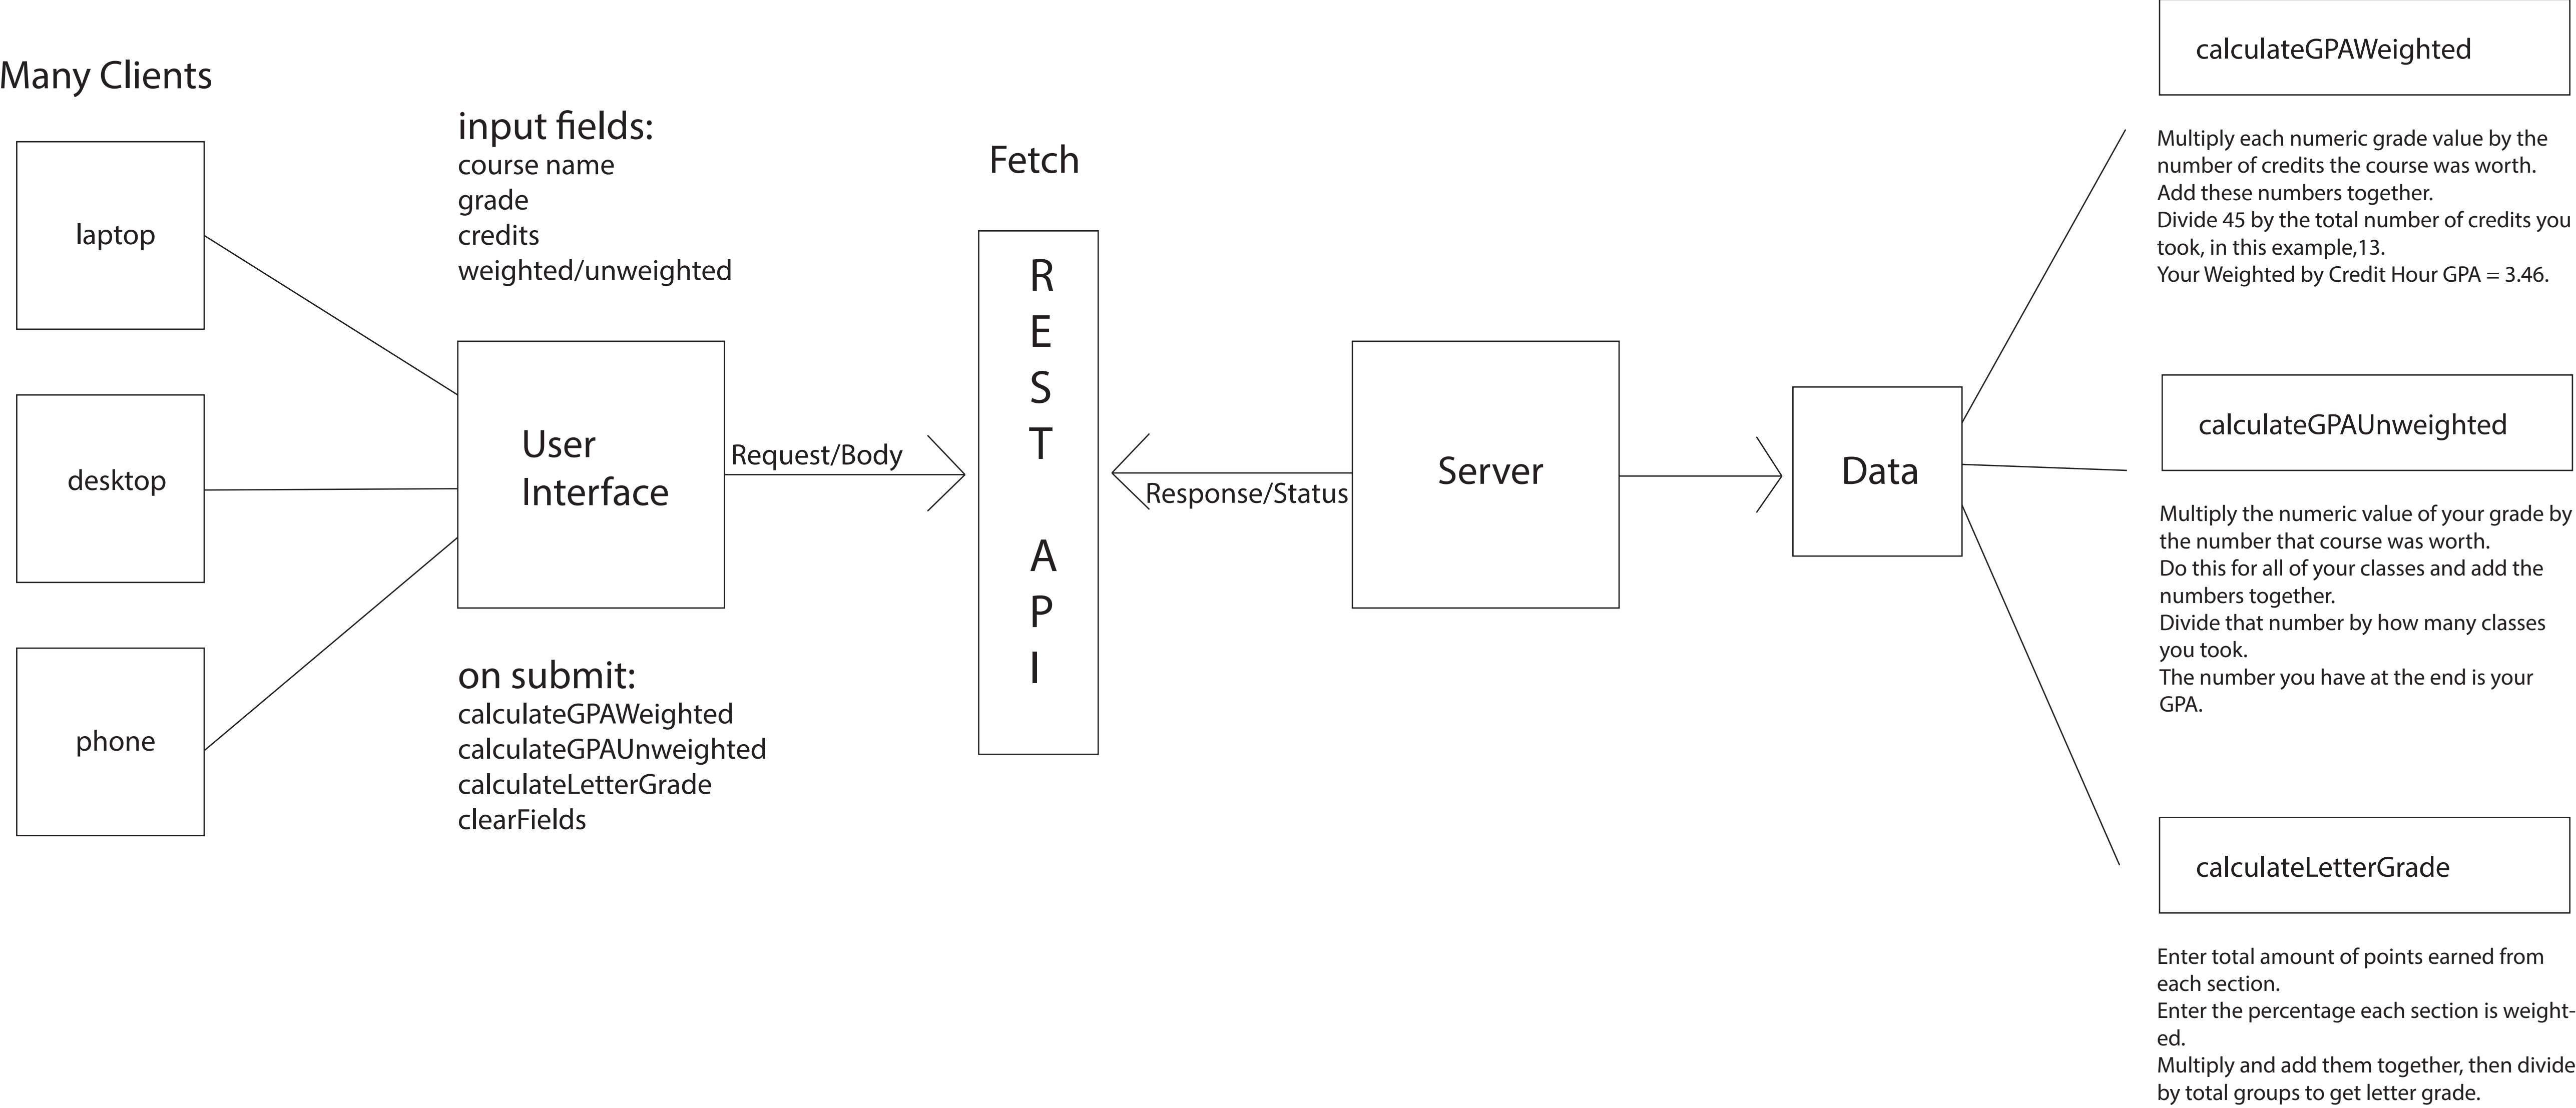 Many Clients
laptop
desktop
phone
input fields:
course name
grade
credits
weighted/unweighted
User
Interface
on submit:
calculateGPAWeighted
calculateGPAUnweighted
calculateLetterGrade
clearFields
Request/Body
Fetch
R
E
S
T
A
P
I
Response/Status
Server
Data
calculateGPAWeighted
Multiply each numeric grade value by the
number of credits the course was worth.
Add these numbers together.
Divide 45 by the total number of credits you
took, in this example,13.
Your Weighted by Credit Hour GPA = 3.46.
calculateGPAUnweighted
Multiply the numeric value of your grade by
the number that course was worth.
Do this for all of your classes and add the
numbers together.
Divide that number by how many classes
you took.
The number you have at the end is your
GPA.
calculateLetterGrade
Enter total amount of points earned from
each section.
Enter the percentage each section is weight-
ed.
Multiply and add them together, then divide
by total groups to get letter grade.